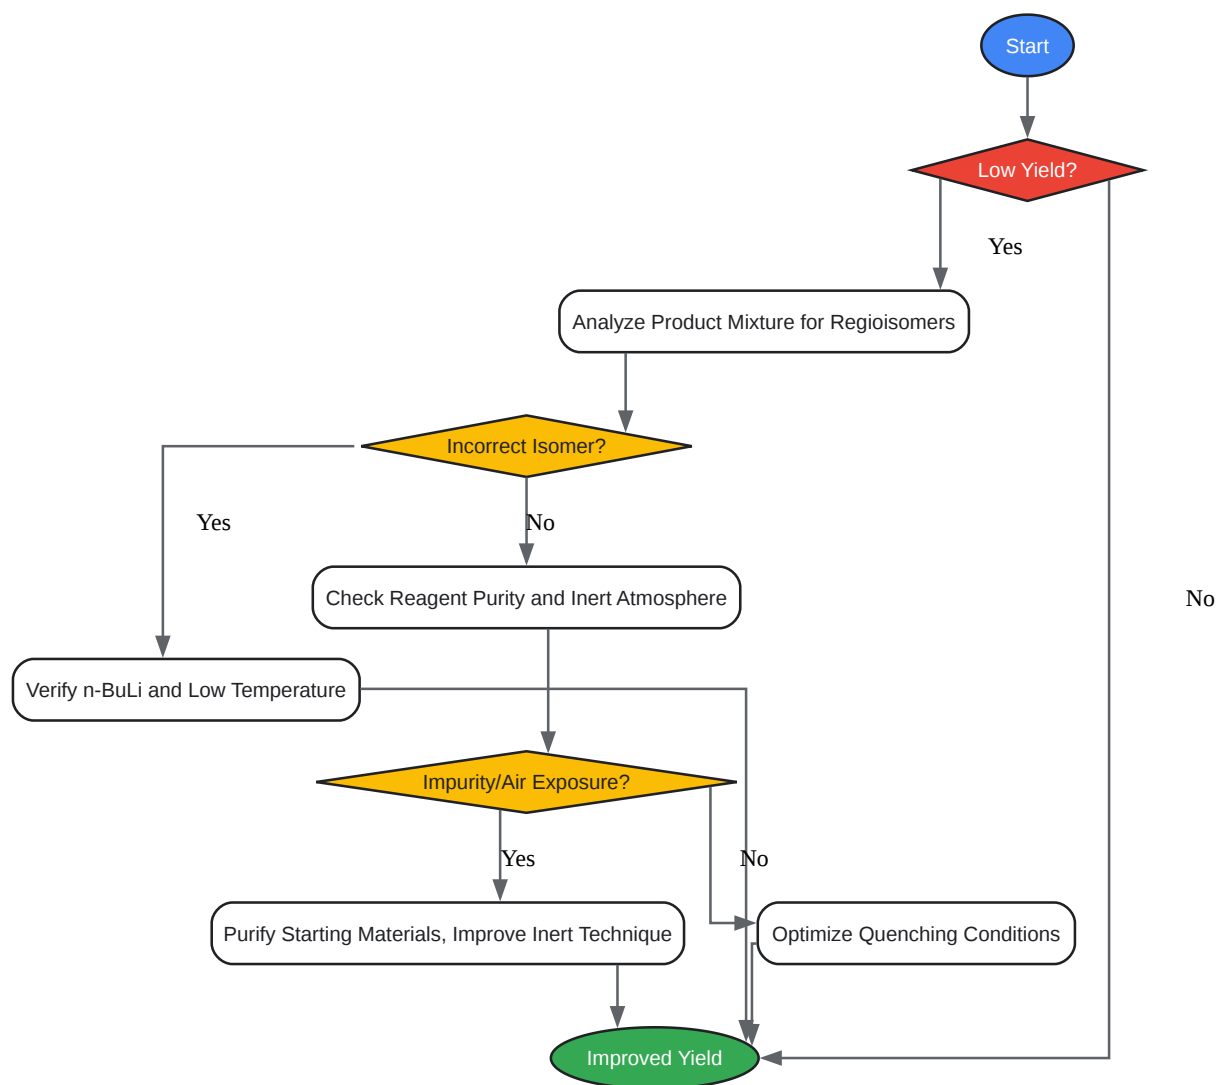 Start
Low Yield?
Yes
Analyze Product Mixture for Regioisomers
Incorrect Isomer?
Yes
No
Check Reagent Purity and Inert Atmosphere
No
Verify n-BuLi and Low Temperature
Impurity/Air Exposure?
Yes
No
Purify Starting Materials, Improve Inert Technique
Optimize Quenching Conditions
Improved Yield